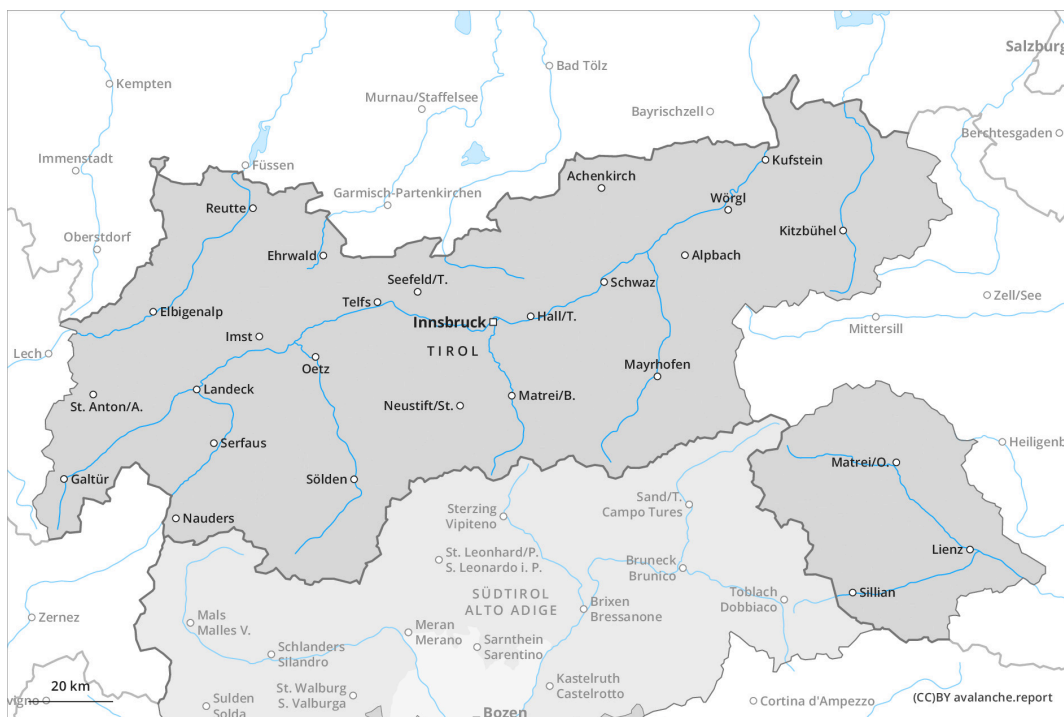 Salzburg
Kempten
Bad Tölz
Murnau/Staffelsee
Bayrischzell
Berchtesgaden
Immenstadt
Füssen
Kufstein
Achenkirch
Garmisch-Partenkirchen
Reutte
Wörgl
Oberstdorf
Kitzbühel
Ehrwald
Alpbach
Seefeld/T.
Schwaz
Zell/See
Telfs
Elbigenalp
Innsbruck
Hall/T.
Mittersill
Imst
TIROL
Lech
Oetz
Mayrhofen
Landeck
St. Anton/A.
Neustift/St.
Matrei/B.
Serfaus
Heiligenb
Matrei/O.
Galtür
Sölden
Sand/T.
Campo Tures
Sterzing
Vipiteno
Nauders
Lienz
St. Leonhard/P.
S. Leonardo i. P.
Bruneck
Brunico
SÜDTIROL
ALTO ADIGE
Toblach
Dobbiaco
Sillian
Brixen
Bressanone
Zernez
Mals
Malles V.
Meran
Merano
Sarnthein
Sarentino
Schlanders
Silandro
Kastelruth
Castelrotto
20 km
vigno
St. Walburg
S. Valburga
Sulden
Solda
Cortina d'Ampezzo
(CC)BY avalanche.report
Bozen